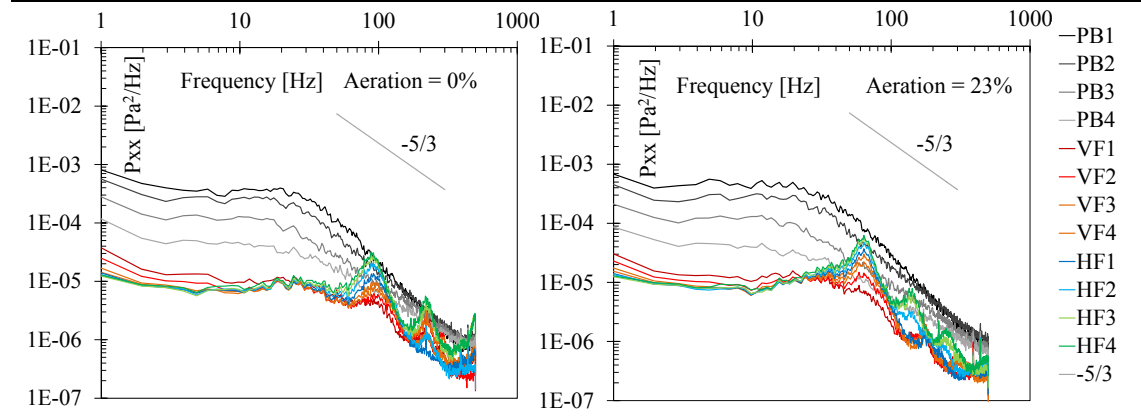 1 10 100 1000
1E-01
1E-02
1E-03
1E-04
1E-05
1E-06
1E-07
Pxx [Pa²/Hz]
Frequency [Hz] Aeration = 0%
-5/3
1 10 100 1000
1E-01
1E-02
1E-03
1E-04
1E-05
1E-06
1E-07
Pxx [Pa²/Hz]
Frequency [Hz] Aeration = 23%
-5/3
PB1
PB2
PB3
PB4
VF1
VF2
VF3
VF4
HF1
HF2
HF3
HF4
-5/3